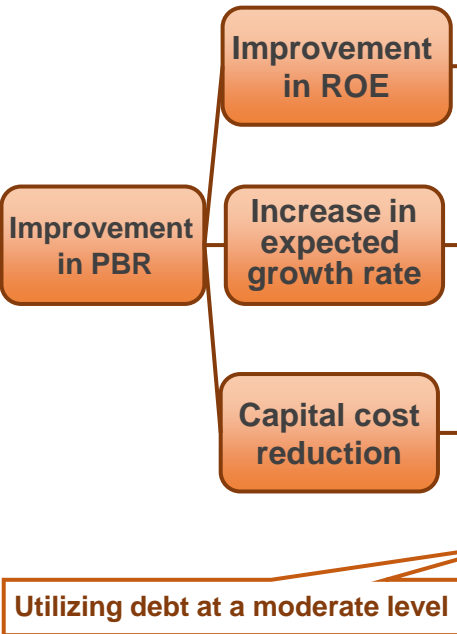 Improvement
in ROE
Improvement
in PBR
Increase in
expected
growth rate
Capital cost
reduction
Utilizing debt at a moderate level